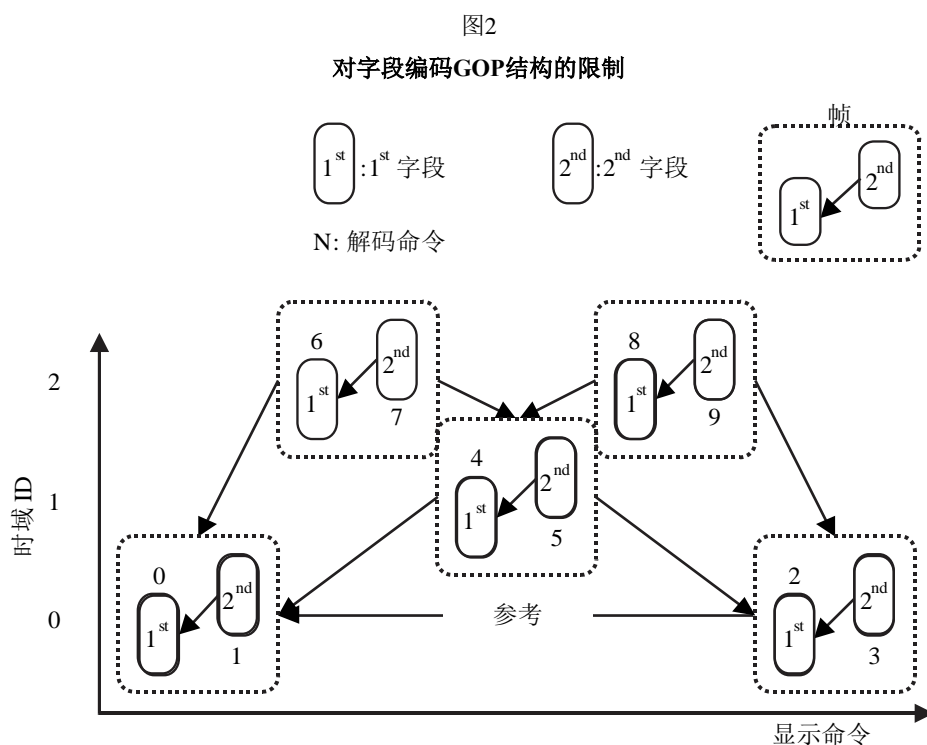 图2
对字段编码GOP结构的限制
帧
1st :1st 字段
2nd :2nd 字段
1st
2nd
N: 解码命令
6
2nd
1st
7
8
2nd
1st
9
2
4
2nd
1st
5
1
时域 ID
0
2nd
1st
1
2
2nd
1st
3
0
参考
显示命令